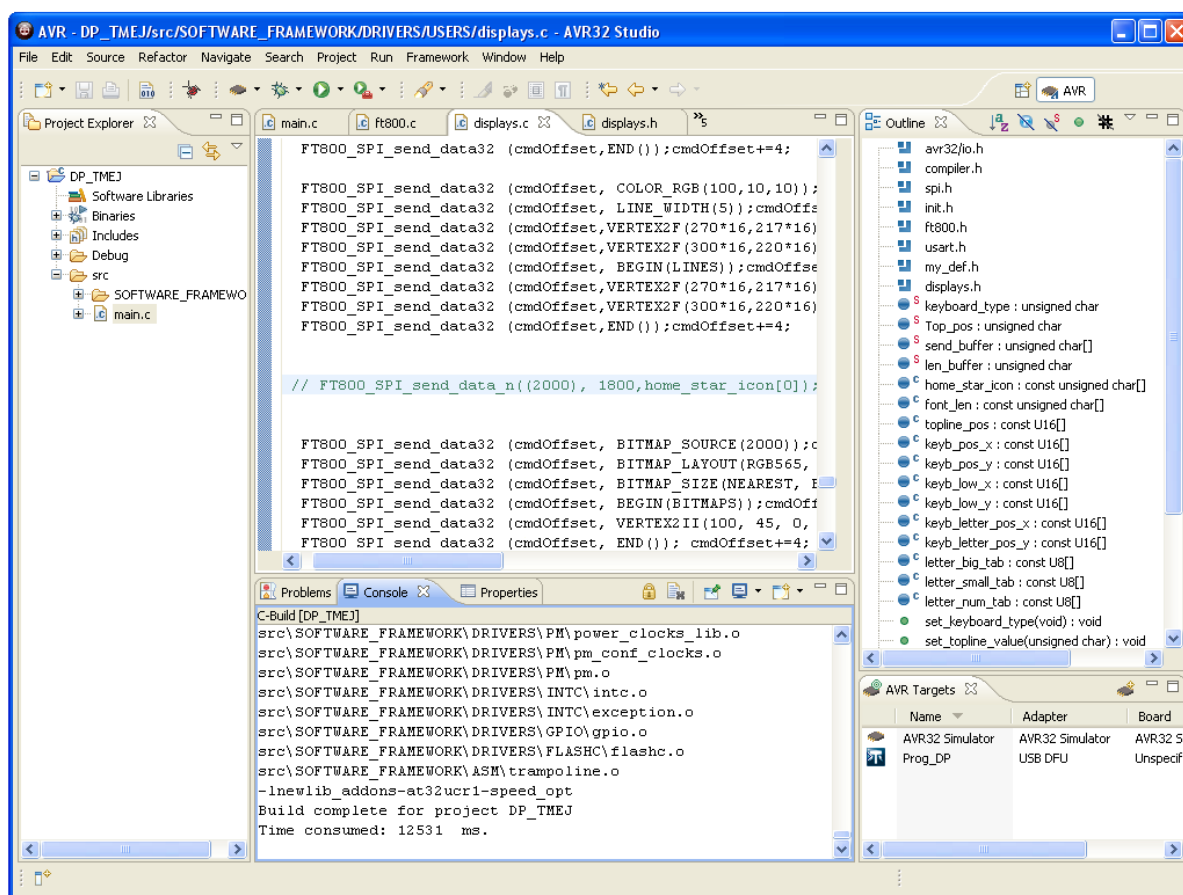 AVR - DP_TMEJ/src/SOFTWARE_FRAMEWORK/DRIVERS/USERS/displays.c - AVR32 Studio
File Edit Source Refactor Navigate Search Project Run Framework Window Help
AVR
Project Explorer
DP_TMEJ
Software Libraries
Binaries
Includes
Debug
src
SOFTWARE_FRAMEWO
main.c
main.c ft800.c displays.c displays.h »5
FT800_SPI_send_data32 (cmdOffset,END());cmdOffset+=4;
FT800_SPI_send_data32 (cmdOffset, COLOR_RGB(100,10,10));
FT800_SPI_send_data32 (cmdOffset, LINE_WIDTH(5));cmdOffs
FT800_SPI_send_data32 (cmdOffset,VERTEX2F(270*16,217*16)
FT800_SPI_send_data32 (cmdOffset,VERTEX2F(300*16,220*16)
FT800_SPI_send_data32 (cmdOffset, BEGIN(LINES));cmdOffse
FT800_SPI_send_data32 (cmdOffset,VERTEX2F(270*16,217*16)
FT800_SPI_send_data32 (cmdOffset,VERTEX2F(300*16,220*16)
FT800_SPI_send_data32 (cmdOffset,END());cmdOffset+=4;
// FT800_SPI_send_data_n((2000), 1800,home_star_icon[0]);
FT800_SPI_send_data32 (cmdOffset, BITMAP_SOURCE(2000));c
FT800_SPI_send_data32 (cmdOffset, BITMAP_LAYOUT(RGB565,
FT800_SPI_send_data32 (cmdOffset, BITMAP_SIZE(NEAREST,
FT800_SPI_send_data32 (cmdOffset, BEGIN(BITMAPS));cmdOff
FT800_SPI_send_data32 (cmdOffset, VERTEX2II(100, 45, 0,
FT800_SPI_send_data32 (cmdOffset, END()); cmdOffset+=4;
Problems Console Properties
C-Build [DP_TMEJ]
src\SOFTWARE_FRAMEWORK\DRIVERS\PM\power_clocks_lib.o
src\SOFTWARE_FRAMEWORK\DRIVERS\PM\pm_conf_clocks.o
src\SOFTWARE_FRAMEWORK\DRIVERS\PM\pm.o
src\SOFTWARE_FRAMEWORK\DRIVERS\INTC\intc.o
src\SOFTWARE_FRAMEWORK\DRIVERS\INTC\exception.o
src\SOFTWARE_FRAMEWORK\DRIVERS\GPIO\gpio.o
src\SOFTWARE_FRAMEWORK\DRIVERS\FLASHC\flashc.o
src\SOFTWARE_FRAMEWORK\ASM\trampoline.o
-lnewlib_addons-at32ucr1-speed_opt
Build complete for project DP_TMEJ
Time consumed: 12531 ms.
Outline
avr32/io.h
compiler.h
spi.h
init.h
ft800.h
usart.h
my_def.h
displays.h
keyboard_type : unsigned char
Top_pos : unsigned char
send_buffer : unsigned char[]
len_buffer : unsigned char
home_star_icon : const unsigned char[]
font_len : const unsigned char[]
topline_pos : const U16[]
keyb_pos_x : const U16[]
keyb_pos_y : const U16[]
keyb_low_x : const U16[]
keyb_low_y : const U16[]
keyb_letter_pos_x : const U16[]
keyb_letter_pos_y : const U16[]
letter_big_tab : const U8[]
letter_small_tab : const U8[]
letter_num_tab : const U8[]
set_keyboard_type(void) : void
set_topline_value(unsigned char) : void
AVR Targets
Name Adapter Board
AVR32 Simulator AVR32 Simulator AVR32 S
Prog_DP USB DFU Unspecif